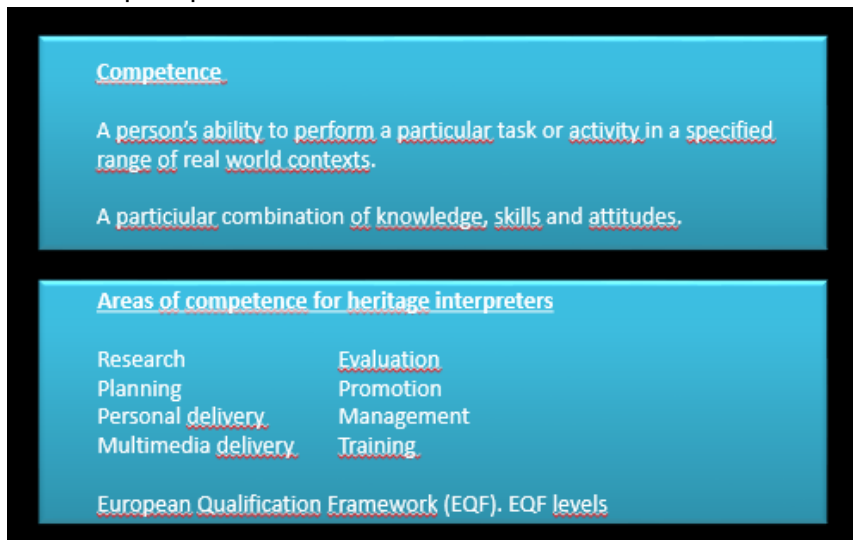 Competence
A person's ability to perform a particular task or activity in a specified
range of real world contexts.
A particiular combination of knowledge, skills and attitudes.
Areas of competence for heritage interpreters
Research Evaluation
Planning Promotion
Personal delivery Management
Multimedia delivery Training
European Qualification Framework (EQF). EQF levels